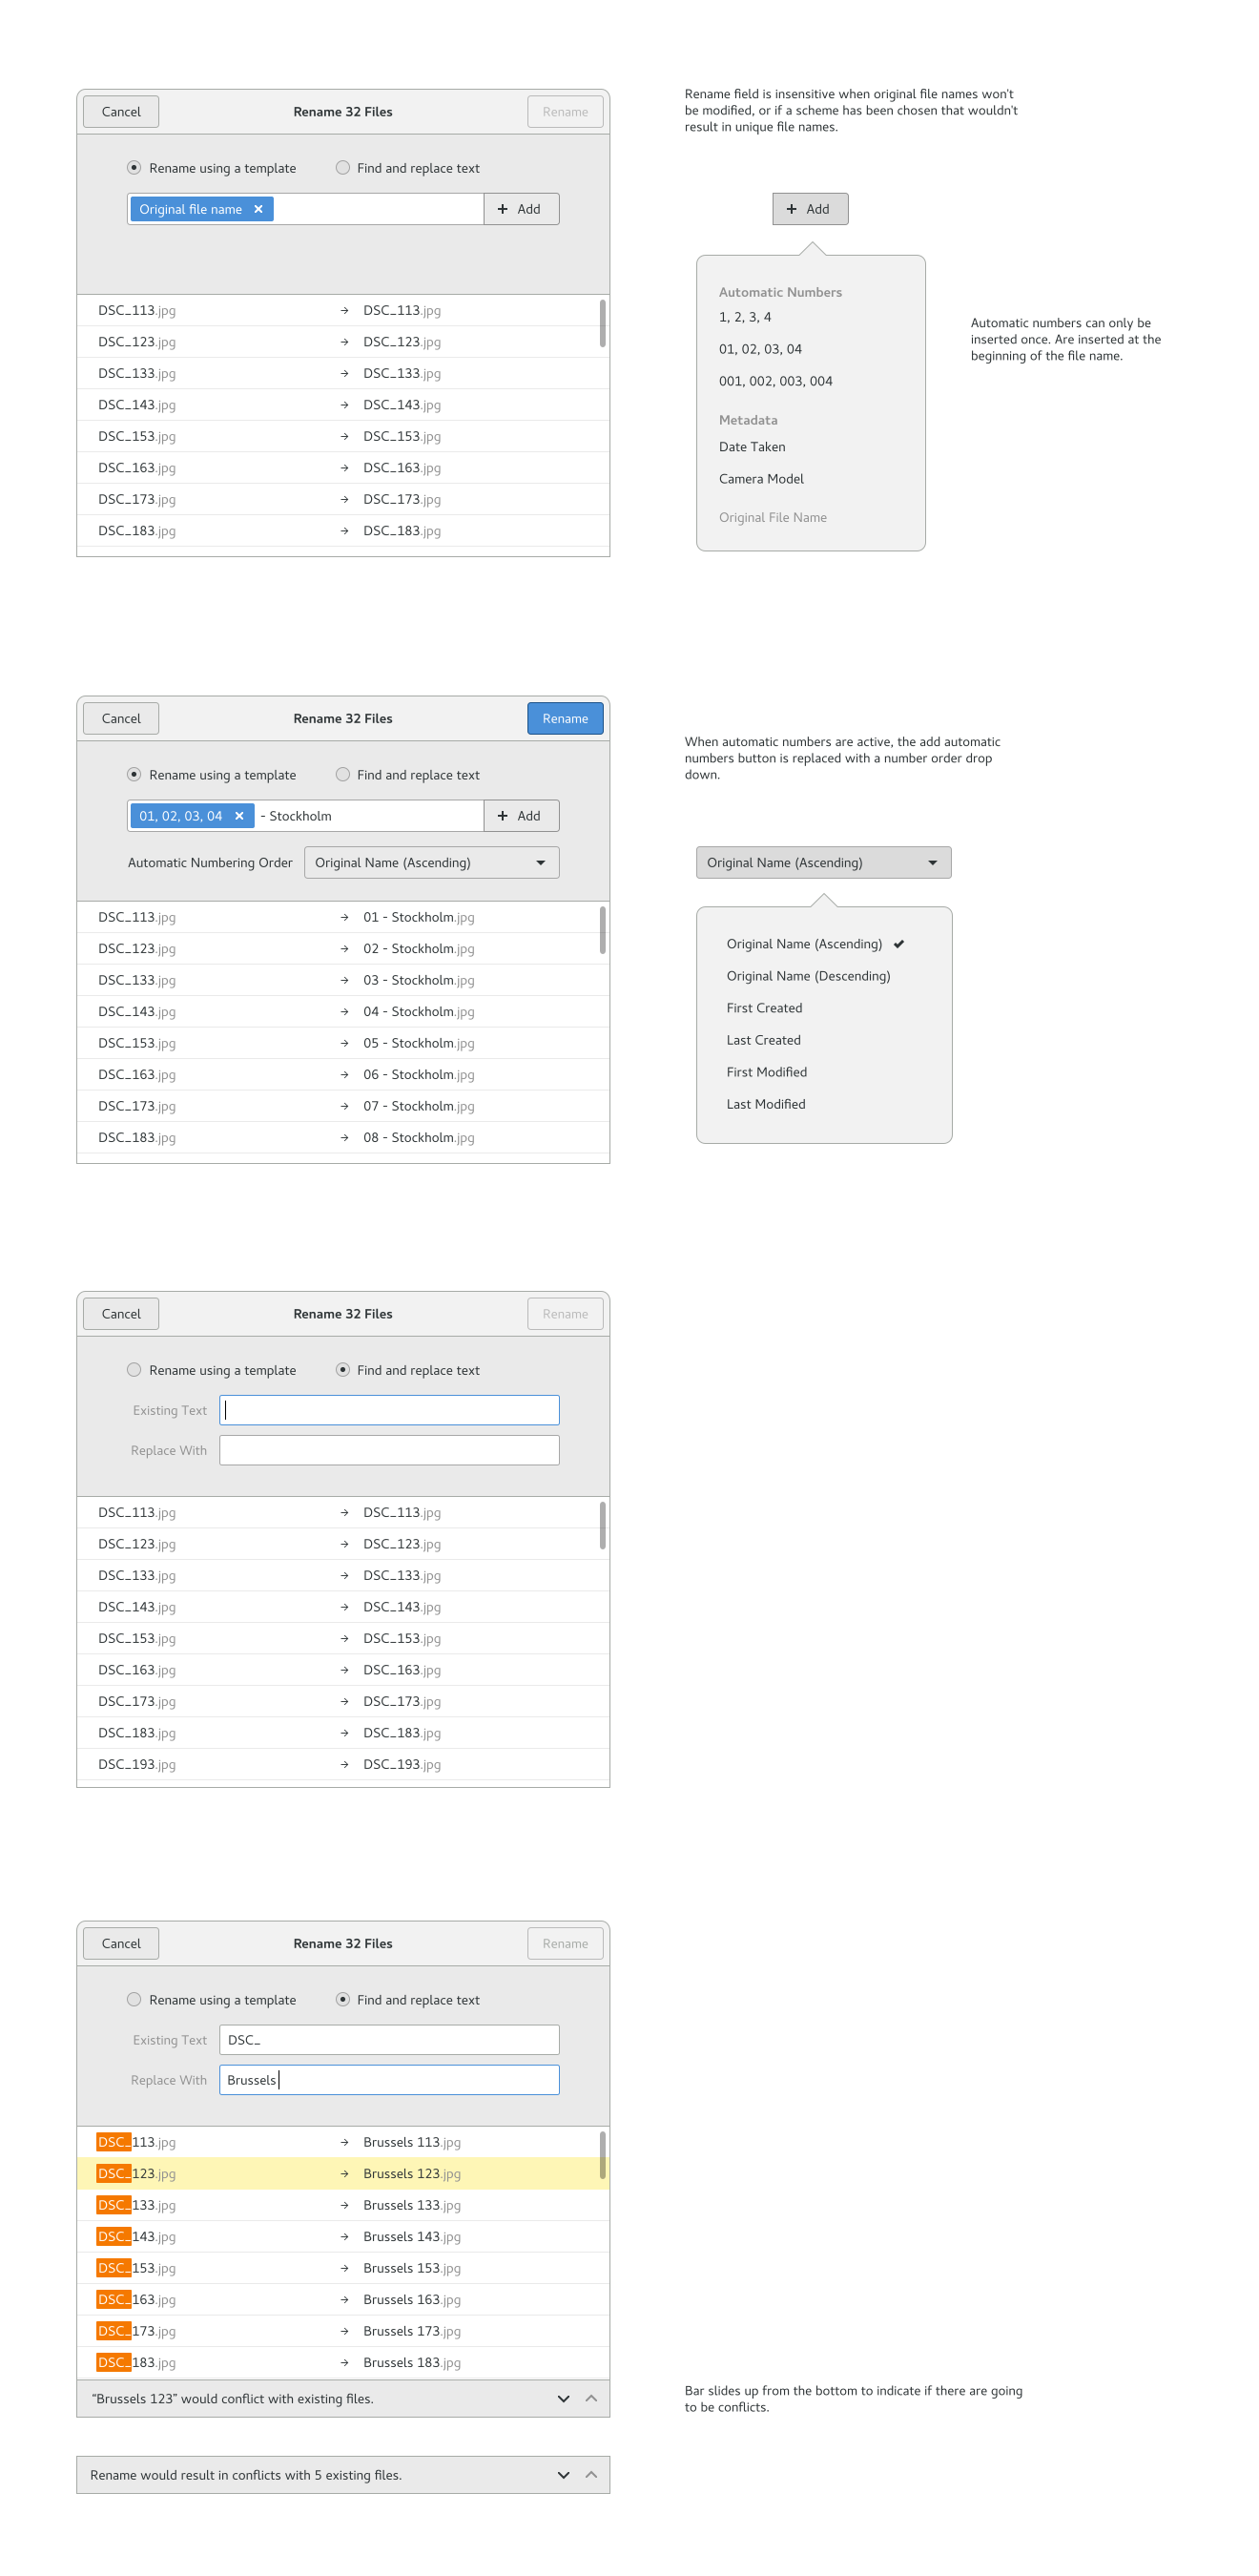 Cancel Rename 32 Files Rename
Rename using a template Find and replace text
Original file name × + Add
DSC_113.jpg → DSC_113.jpg
DSC_123.jpg → DSC_123.jpg
DSC_133.jpg → DSC_133.jpg
DSC_143.jpg → DSC_143.jpg
DSC_153.jpg → DSC_153.jpg
DSC_163.jpg → DSC_163.jpg
DSC_173.jpg → DSC_173.jpg
DSC_183.jpg → DSC_183.jpg
Rename field is insensitive when original file names won't
be modified, or if a scheme has been chosen that wouldn't
result in unique file names.
+ Add
Automatic Numbers
1, 2, 3, 4
01, 02, 03, 04
001, 002, 003, 004
Metadata
Date Taken
Camera Model
Original File Name
Automatic numbers can only be
inserted once. Are inserted at the
beginning of the file name.
Cancel Rename 32 Files Rename
Rename using a template Find and replace text
01, 02, 03, 04 × - Stockholm + Add
Automatic Numbering Order Original Name (Ascending)
DSC_113.jpg → 01 - Stockholm.jpg
DSC_123.jpg → 02 - Stockholm.jpg
DSC_133.jpg → 03 - Stockholm.jpg
DSC_143.jpg → 04 - Stockholm.jpg
DSC_153.jpg → 05 - Stockholm.jpg
DSC_163.jpg → 06 - Stockholm.jpg
DSC_173.jpg → 07 - Stockholm.jpg
DSC_183.jpg → 08 - Stockholm.jpg
When automatic numbers are active, the add automatic
numbers button is replaced with a number order drop
down.
Original Name (Ascending)
Original Name (Ascending) ✔
Original Name (Descending)
First Created
Last Created
First Modified
Last Modified
Cancel Rename 32 Files Rename
Rename using a template Find and replace text
Existing Text
Replace With
DSC_113.jpg → DSC_113.jpg
DSC_123.jpg → DSC_123.jpg
DSC_133.jpg → DSC_133.jpg
DSC_143.jpg → DSC_143.jpg
DSC_153.jpg → DSC_153.jpg
DSC_163.jpg → DSC_163.jpg
DSC_173.jpg → DSC_173.jpg
DSC_183.jpg → DSC_183.jpg
DSC_193.jpg → DSC_193.jpg
Cancel Rename 32 Files Rename
Rename using a template Find and replace text
Existing Text DSC_
Replace With Brussels
DSC_113.jpg → Brussels 113.jpg
DSC_123.jpg → Brussels 123.jpg
DSC_133.jpg → Brussels 133.jpg
DSC_143.jpg → Brussels 143.jpg
DSC_153.jpg → Brussels 153.jpg
DSC_163.jpg → Brussels 163.jpg
DSC_173.jpg → Brussels 173.jpg
DSC_183.jpg → Brussels 183.jpg
“Brussels 123” would conflict with existing files.
Bar slides up from the bottom to indicate if there are going
to be conflicts.
Rename would result in conflicts with 5 existing files.